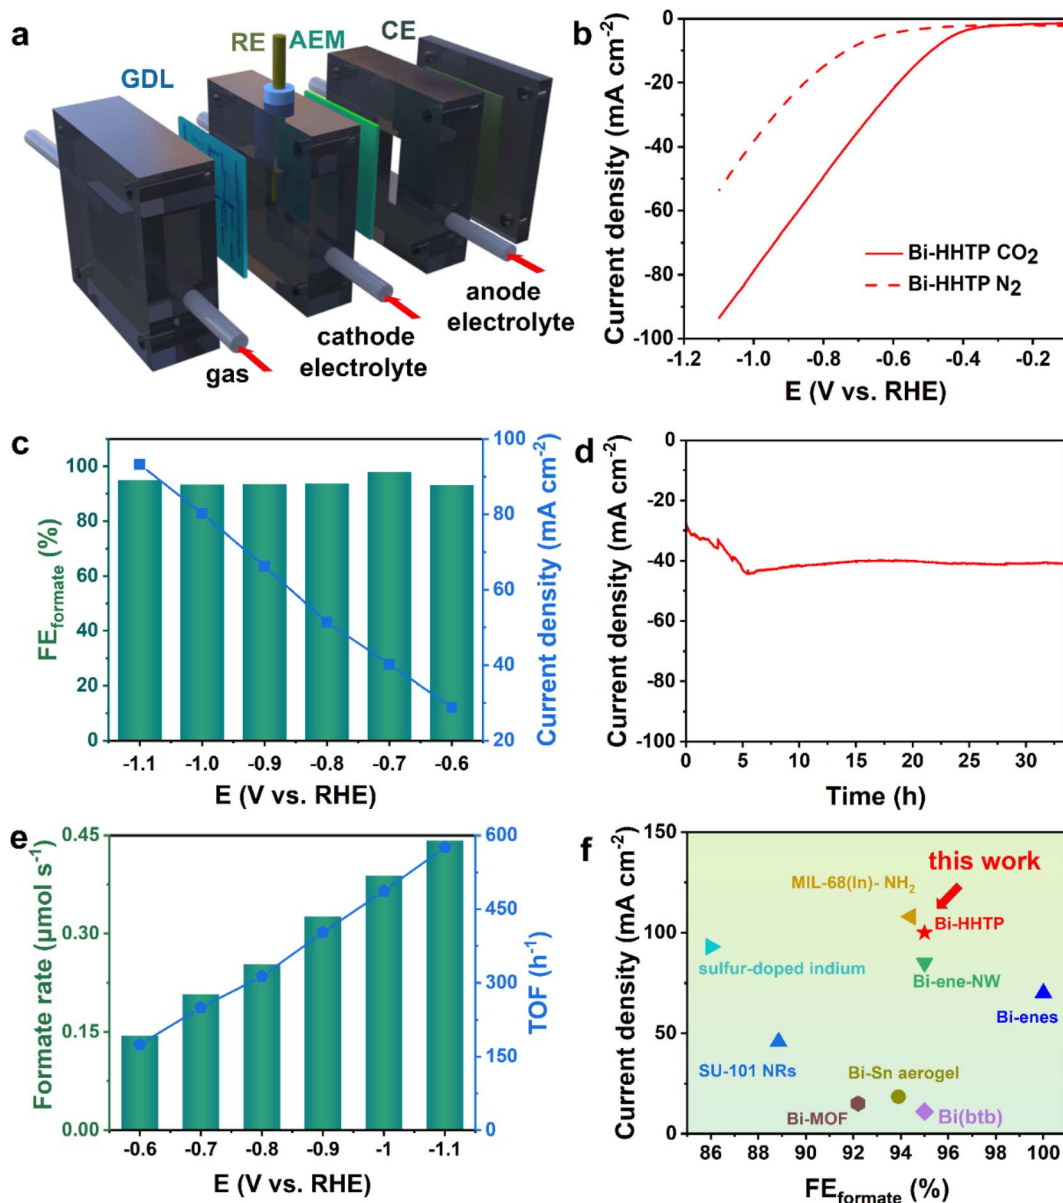 a
GDL
RE
AEM
CE
gas
cathode
electrolyte
anode
electrolyte
b
Current density (mA cm⁻²)
0
-20
-40
-60
-80
-100
Bi-HHTP CO₂
Bi-HHTP N₂
-1.2 -1.0 -0.8 -0.6 -0.4 -0.2
E (V vs. RHE)
c
FE_formate (%)
100
80
60
40
20
0
Current density (mA cm⁻²)
100
80
60
40
20
-1.1 -1.0 -0.9 -0.8 -0.7 -0.6
E (V vs. RHE)
d
Current density (mA cm⁻²)
0
-20
-40
-60
-80
-100
0 5 10 15 20 25 30
Time (h)
e
Formate rate (μmol s⁻¹)
0.45
0.30
0.15
0.00
TOF (h⁻¹)
600
450
300
150
0
-0.6 -0.7 -0.8 -0.9 -1 -1.1
E (V vs. RHE)
f
Current density (mA cm⁻²)
150
100
50
0
this work
MIL-68(In)- NH₂
Bi-HHTP
sulfur-doped indium
Bi-ene-NW
Bi-enes
SU-101 NRs
Bi-Sn aerogel
Bi-MOF
Bi(btb)
86 88 90 92 94 96 98 100
FE_formate (%)